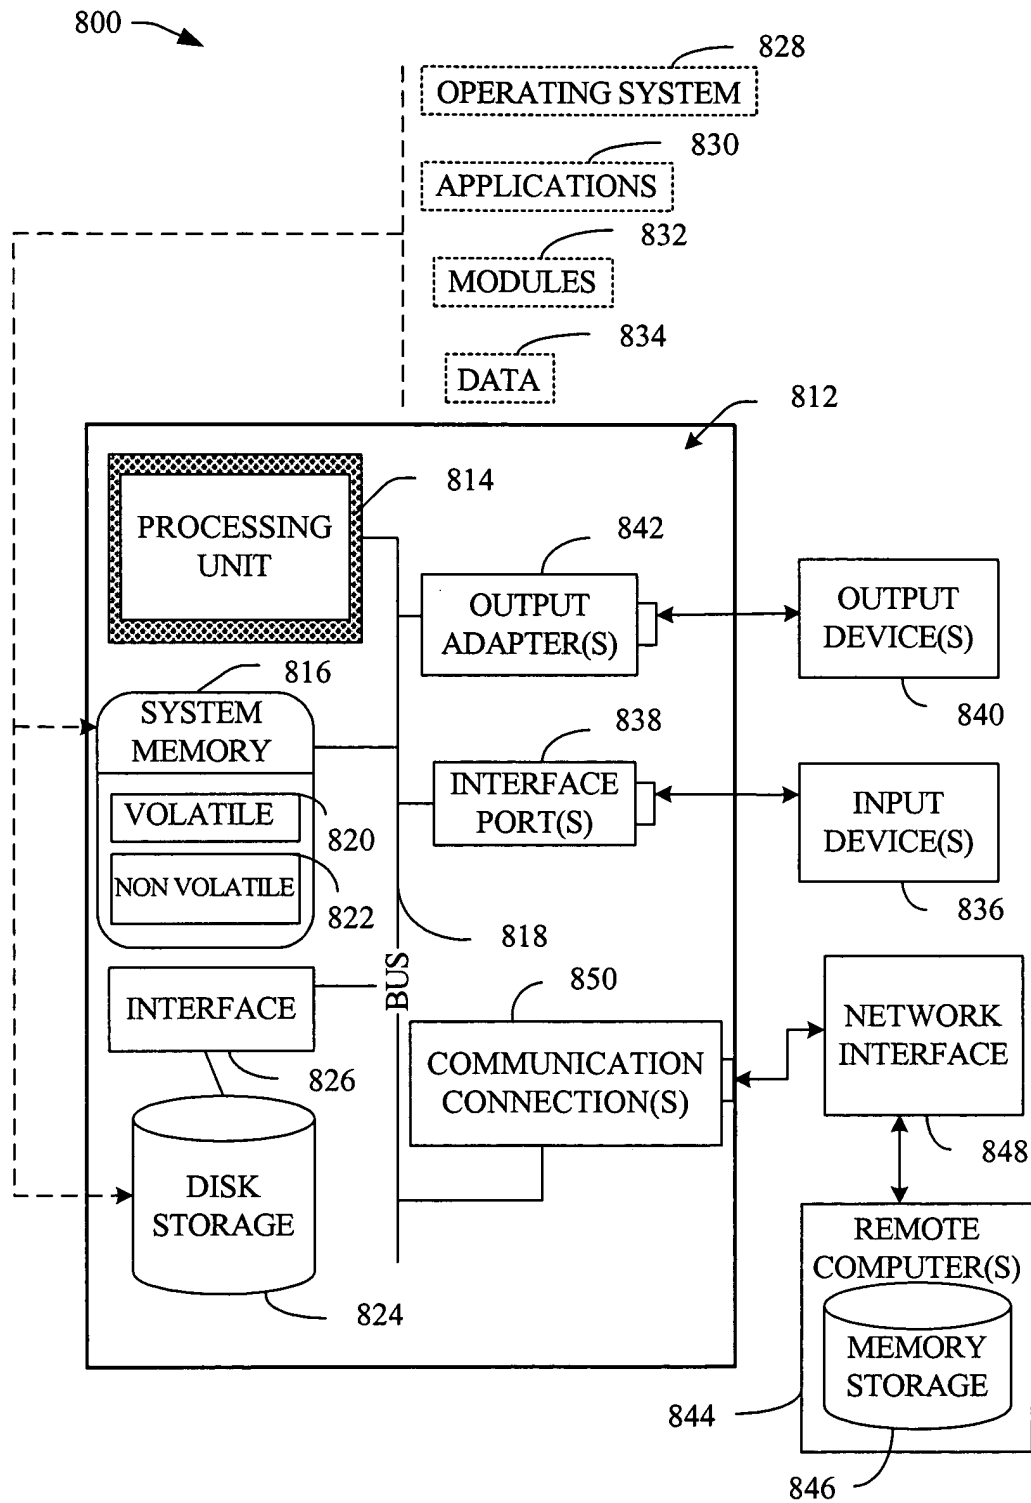 800
828
OPERATING SYSTEM
830
APPLICATIONS
832
MODULES
834
DATA
812
PROCESSING
UNIT
814
842
OUTPUT
ADAPTER(S)
OUTPUT
DEVICE(S)
840
816
SYSTEM
MEMORY
VOLATILE
820
NON VOLATILE
822
838
INTERFACE
PORT(S)
INPUT
DEVICE(S)
836
818
BUS
INTERFACE
826
850
COMMUNICATION
CONNECTION(S)
NETWORK
INTERFACE
848
DISK
STORAGE
824
REMOTE
COMPUTER(S)
MEMORY
STORAGE
844
846